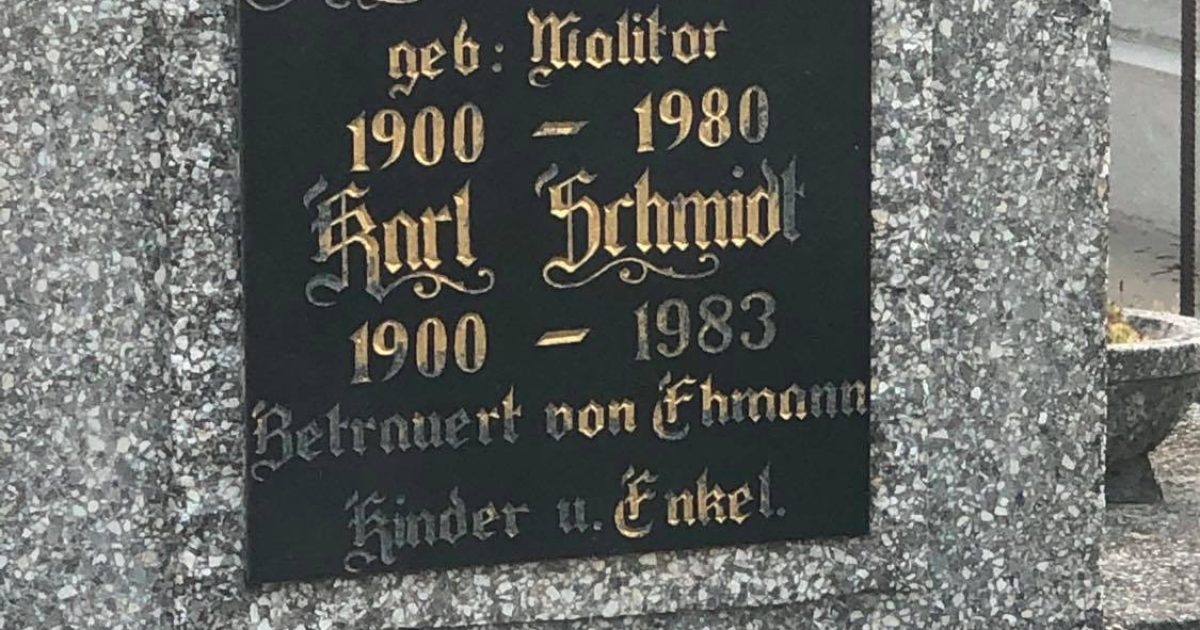 geb: Molitor
1900 - 1980
Karl Schmidt
1900 - 1983
Betrauert von Ehmann
Kinder u. Enkel.